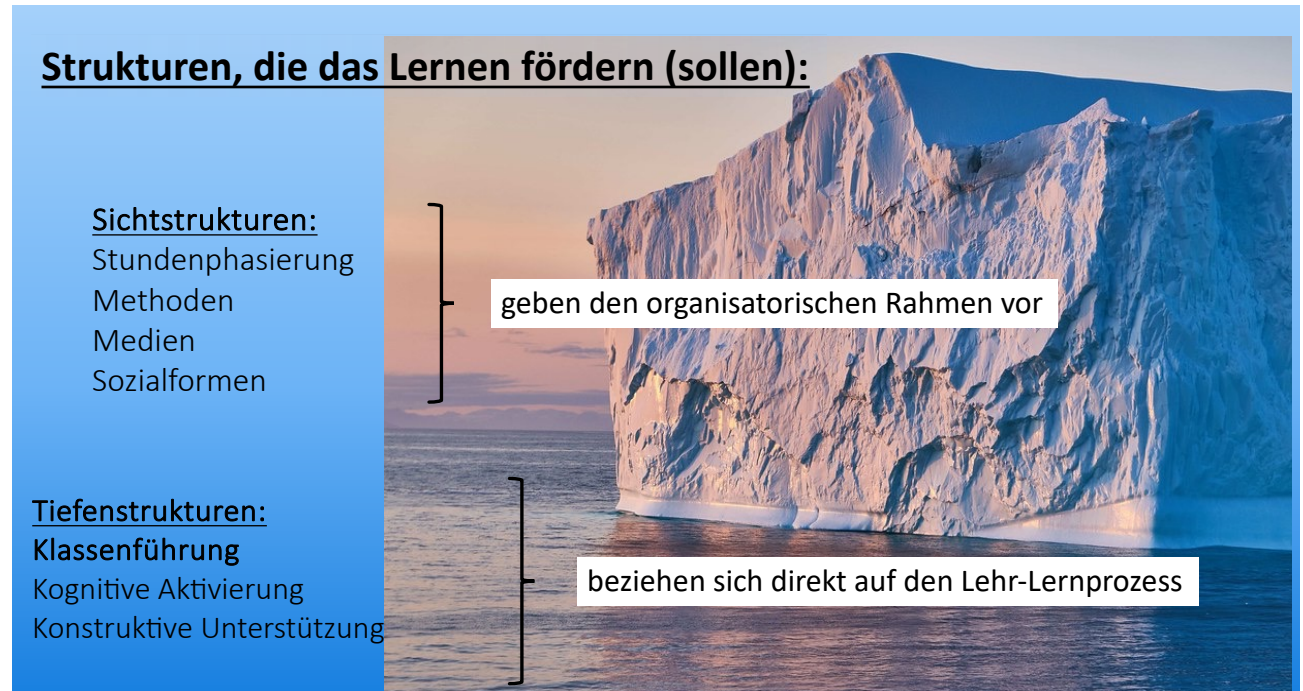 Strukturen, die das Lernen fördern (sollen):
Sichtstrukturen:
Stundenphasierung
Methoden
Medien
Sozialformen
geben den organisatorischen Rahmen vor
Tiefenstrukturen:
Klassenführung
Kognitive Aktivierung
Konstruktive Unterstützung
beziehen sich direkt auf den Lehr-Lernprozess